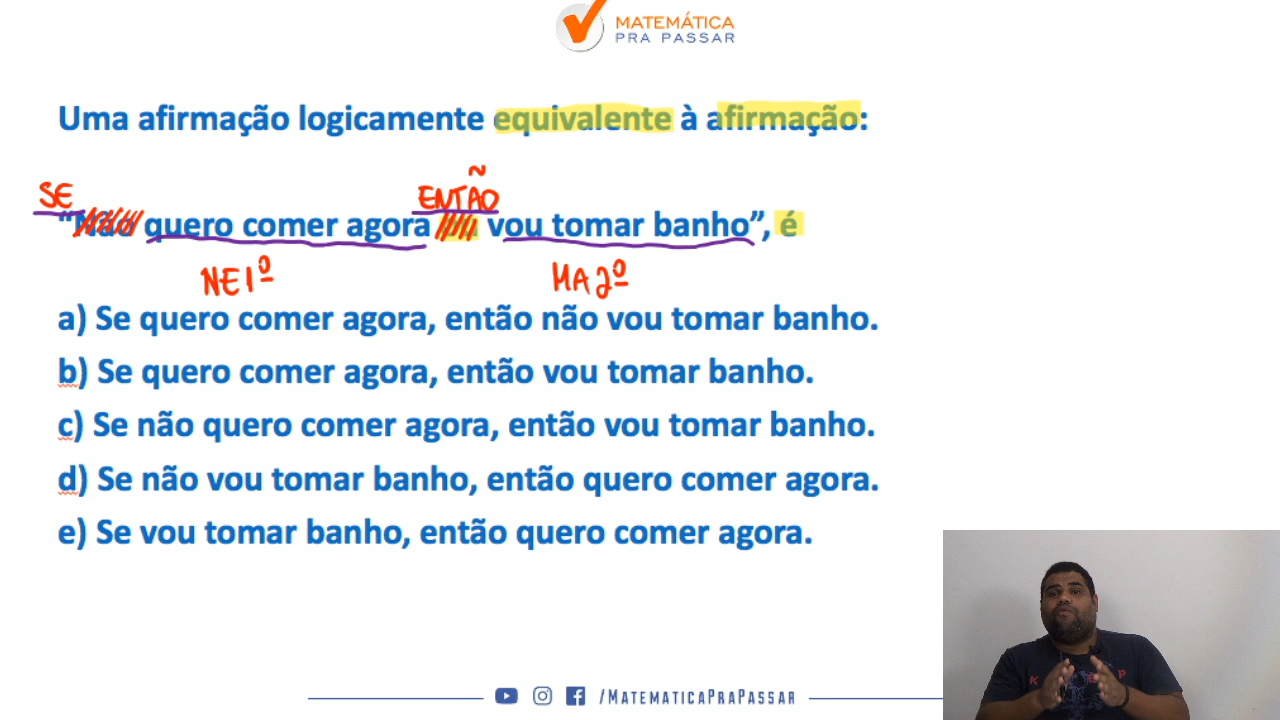 MATEMÁTICA
PRA PASSAR
Uma afirmação logicamente equivalente à afirmação:
SE ENTÃO ~
“Não quero comer agora vou tomar banho”, é
NE1º MA2º
a) Se quero comer agora, então não vou tomar banho.
b) Se quero comer agora, então vou tomar banho.
c) Se não quero comer agora, então vou tomar banho.
d) Se não vou tomar banho, então quero comer agora.
e) Se vou tomar banho, então quero comer agora.
/MATEMATICAPRAPASSAR